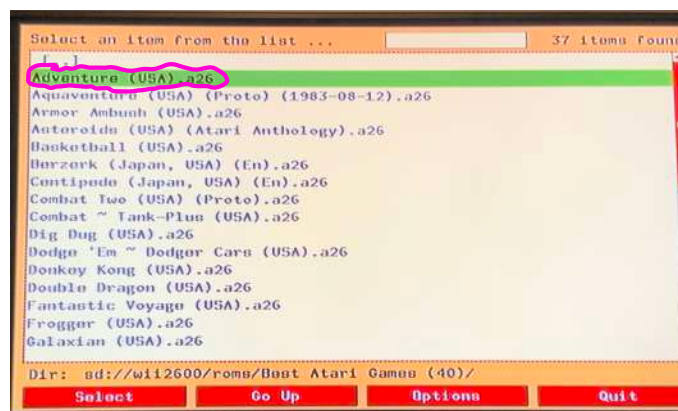 Select an item from the list ...
37 items foun
[..]
Adventure (USA).a26
Aquaventure (USA) (Proto) (1983-08-12).a26
Armor Ambush (USA).a26
Asteroids (USA) (Atari Anthology).a26
Basketball (USA).a26
Berzerk (Japan, USA) (En).a26
Centipede (Japan, USA) (En).a26
Combat Two (USA) (Proto).a26
Combat ~ Tank-Plus (USA).a26
Dig Dug (USA).a26
Dodge 'Em ~ Dodger Cars (USA).a26
Donkey Kong (USA).a26
Double Dragon (USA).a26
Fantastic Voyage (USA).a26
Frogger (USA).a26
Galaxian (USA).a26
Dir: sd://wii2600/roms/Best Atari Games (40)/
Select Go Up Options Quit